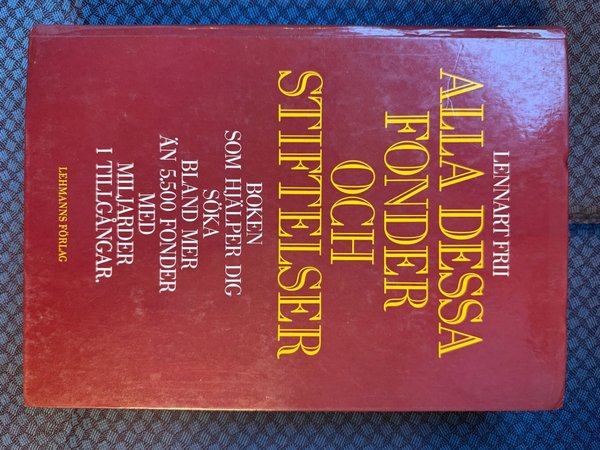 LENNART FRII
ALLA DESSA
FONDER
OCH
STIFTELSER
BOKEN
SOM HJÄLPER DIG
SÖKA
BLAND MER
ÄN 5,500 FONDER
MED
MILJARDER
I TILLGÅNGAR.
LEHMANNS FÖRLAG